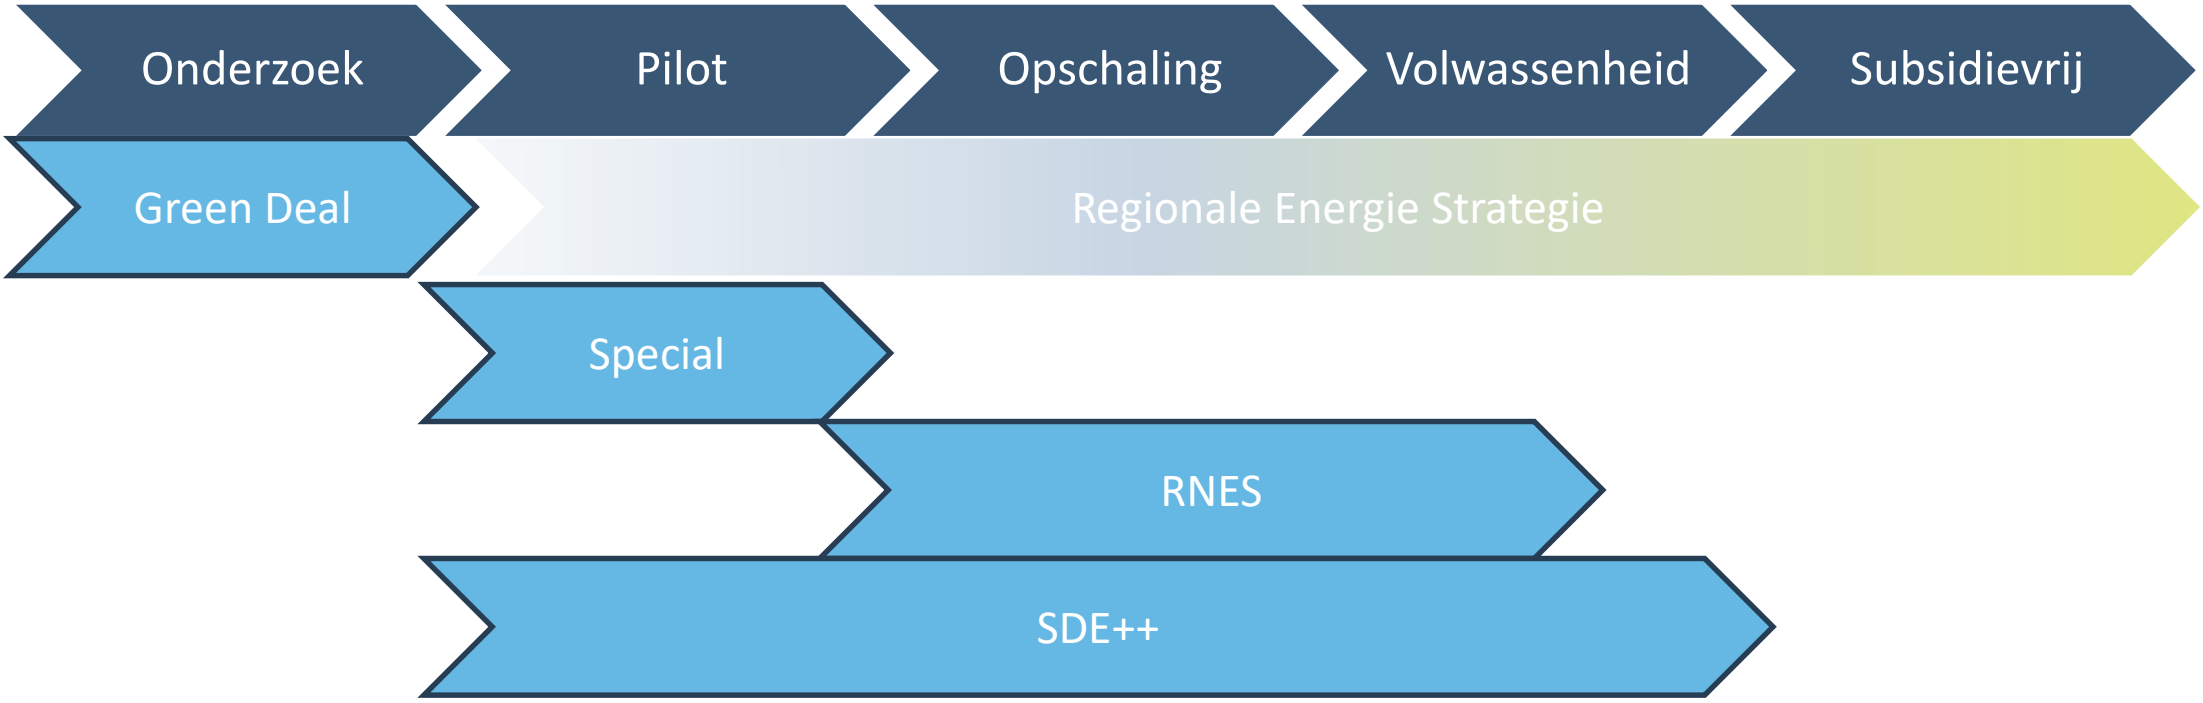 Onderzoek
Pilot
Opschaling
Volwassenheid
Subsidievrij
Green Deal
Regionale Energie Strategie
Special
RNES
SDE++